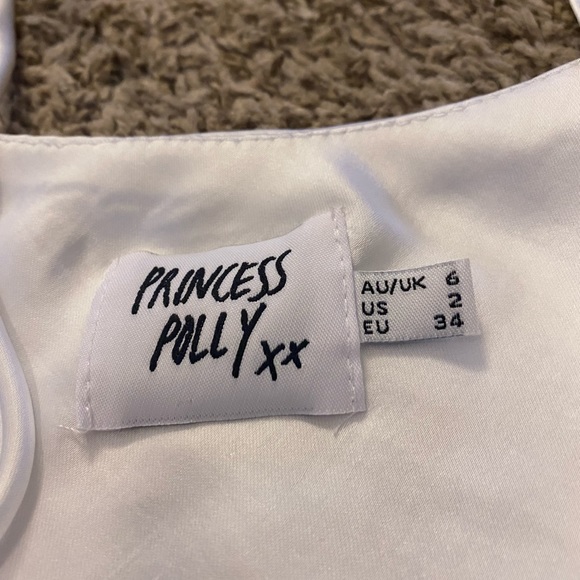 PRINCESS
POLLY xx
AU/UK 6
US 2
EU 34